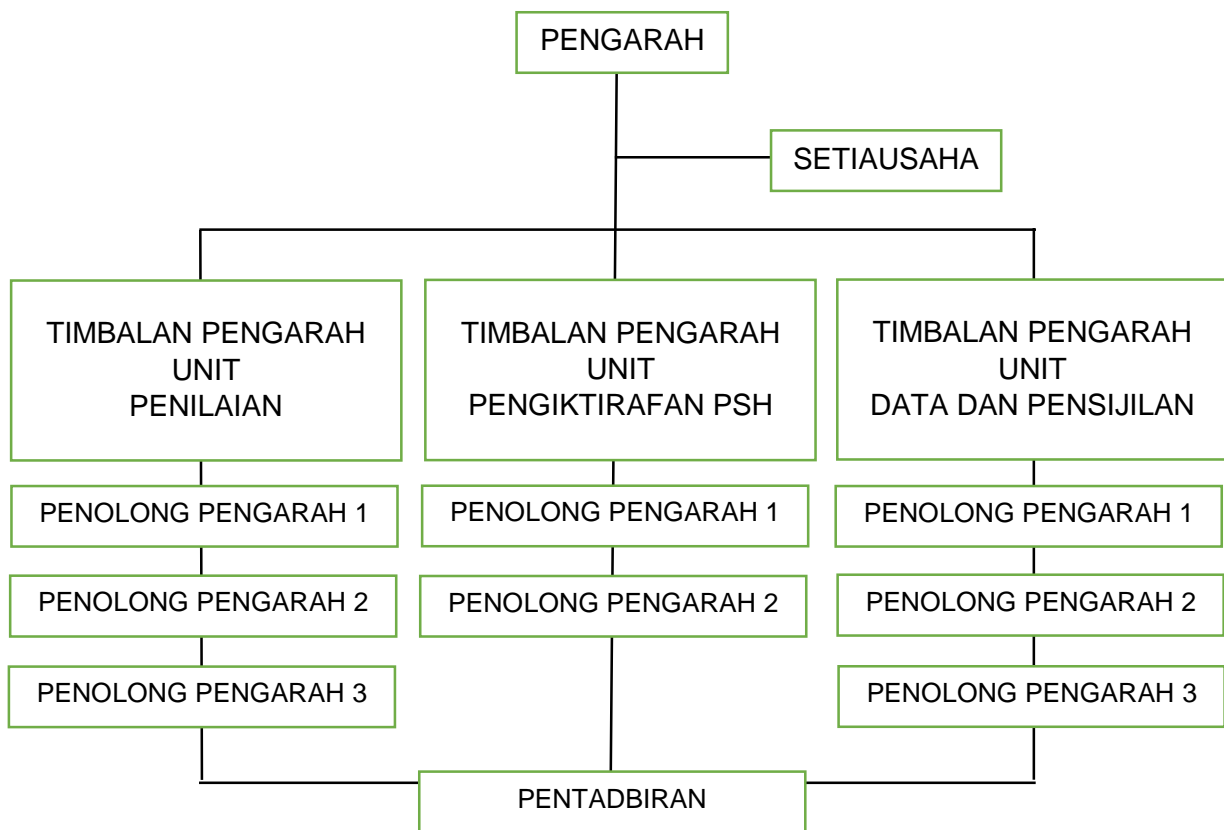 PENGARAH
SETIAUSAHA
TIMBALAN PENGARAH
UNIT
PENILAIAN
TIMBALAN PENGARAH
UNIT
PENGIKTIRAFAN PSH
TIMBALAN PENGARAH
UNIT
DATA DAN PENSIJILAN
PENOLONG PENGARAH 1
PENOLONG PENGARAH 1
PENOLONG PENGARAH 1
PENOLONG PENGARAH 2
PENOLONG PENGARAH 2
PENOLONG PENGARAH 2
PENOLONG PENGARAH 3
PENOLONG PENGARAH 3
PENTADBIRAN